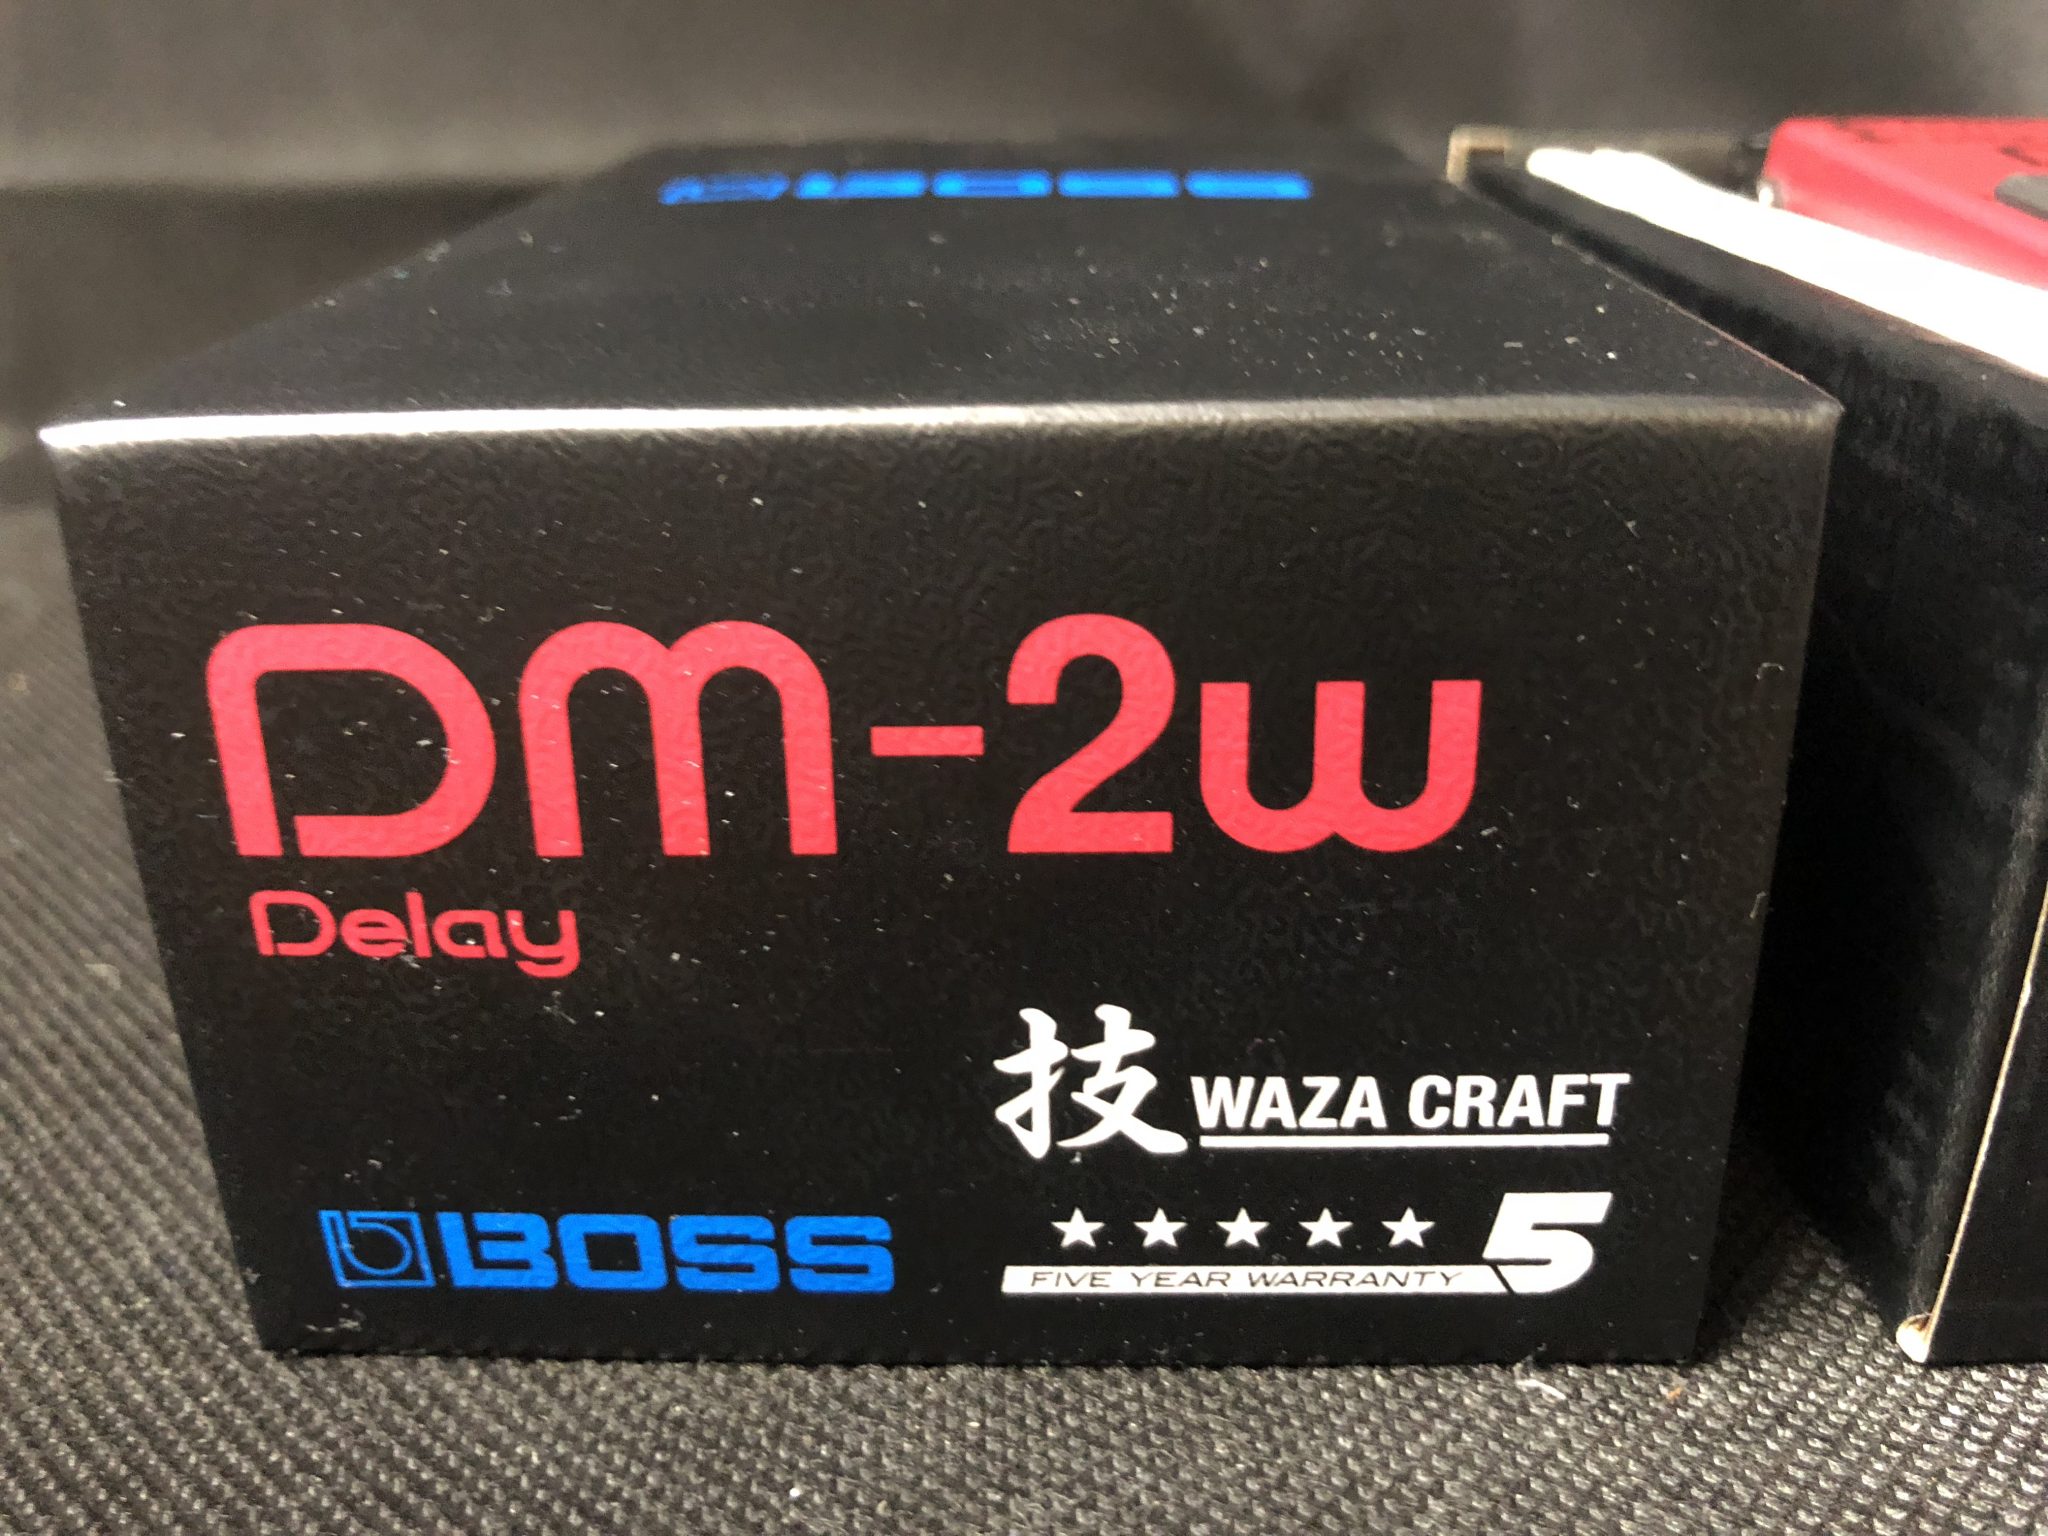 BOSS
DM-2w
Delay
技 WAZA CRAFT
BOSS
5
FIVE YEAR WARRANTY